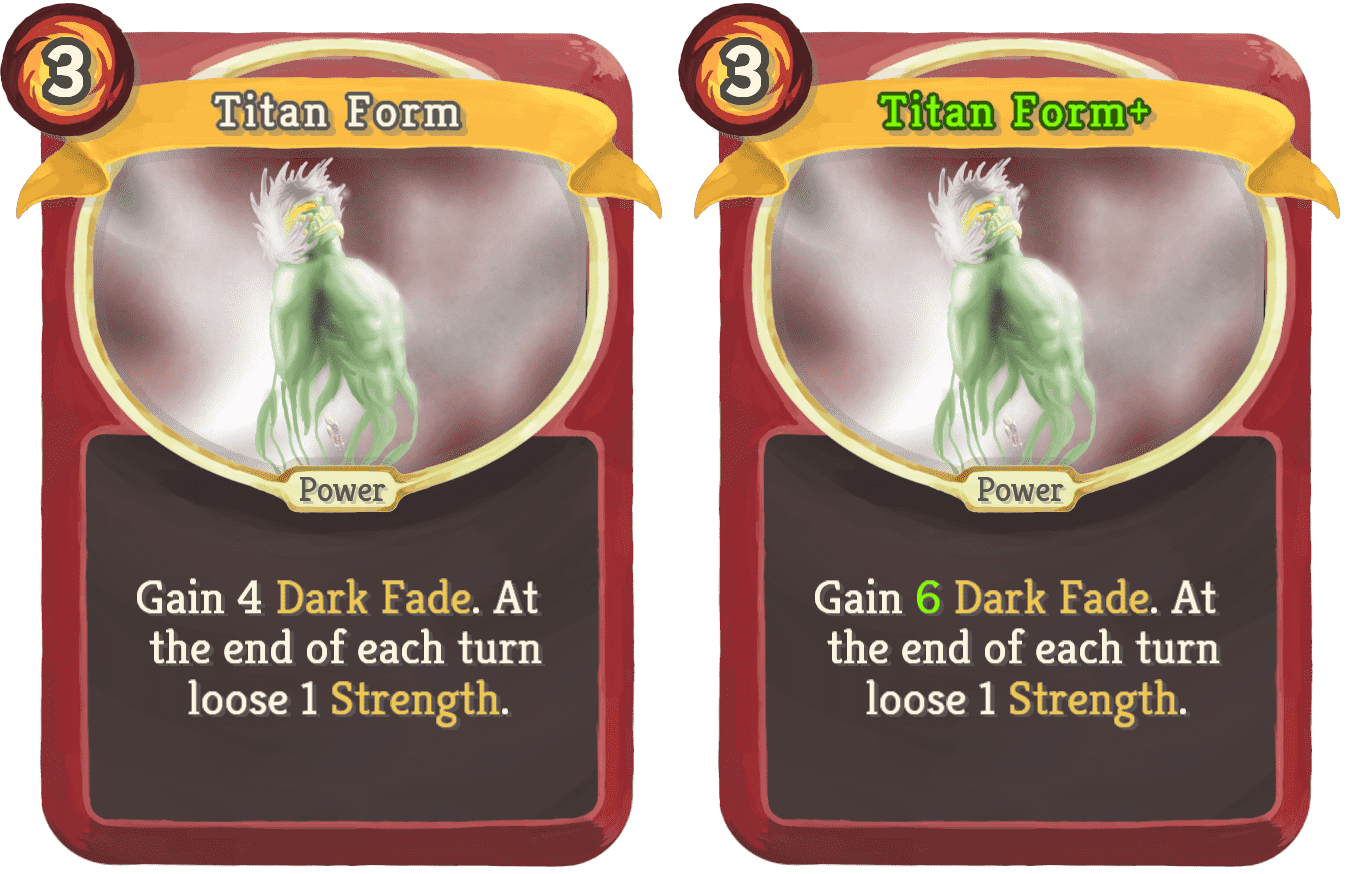 3
Titan Form
Power
Gain 4 Dark Fade. At
the end of each turn
loose 1 Strength.
3
Titan Form+
Power
Gain 6 Dark Fade. At
the end of each turn
loose 1 Strength.